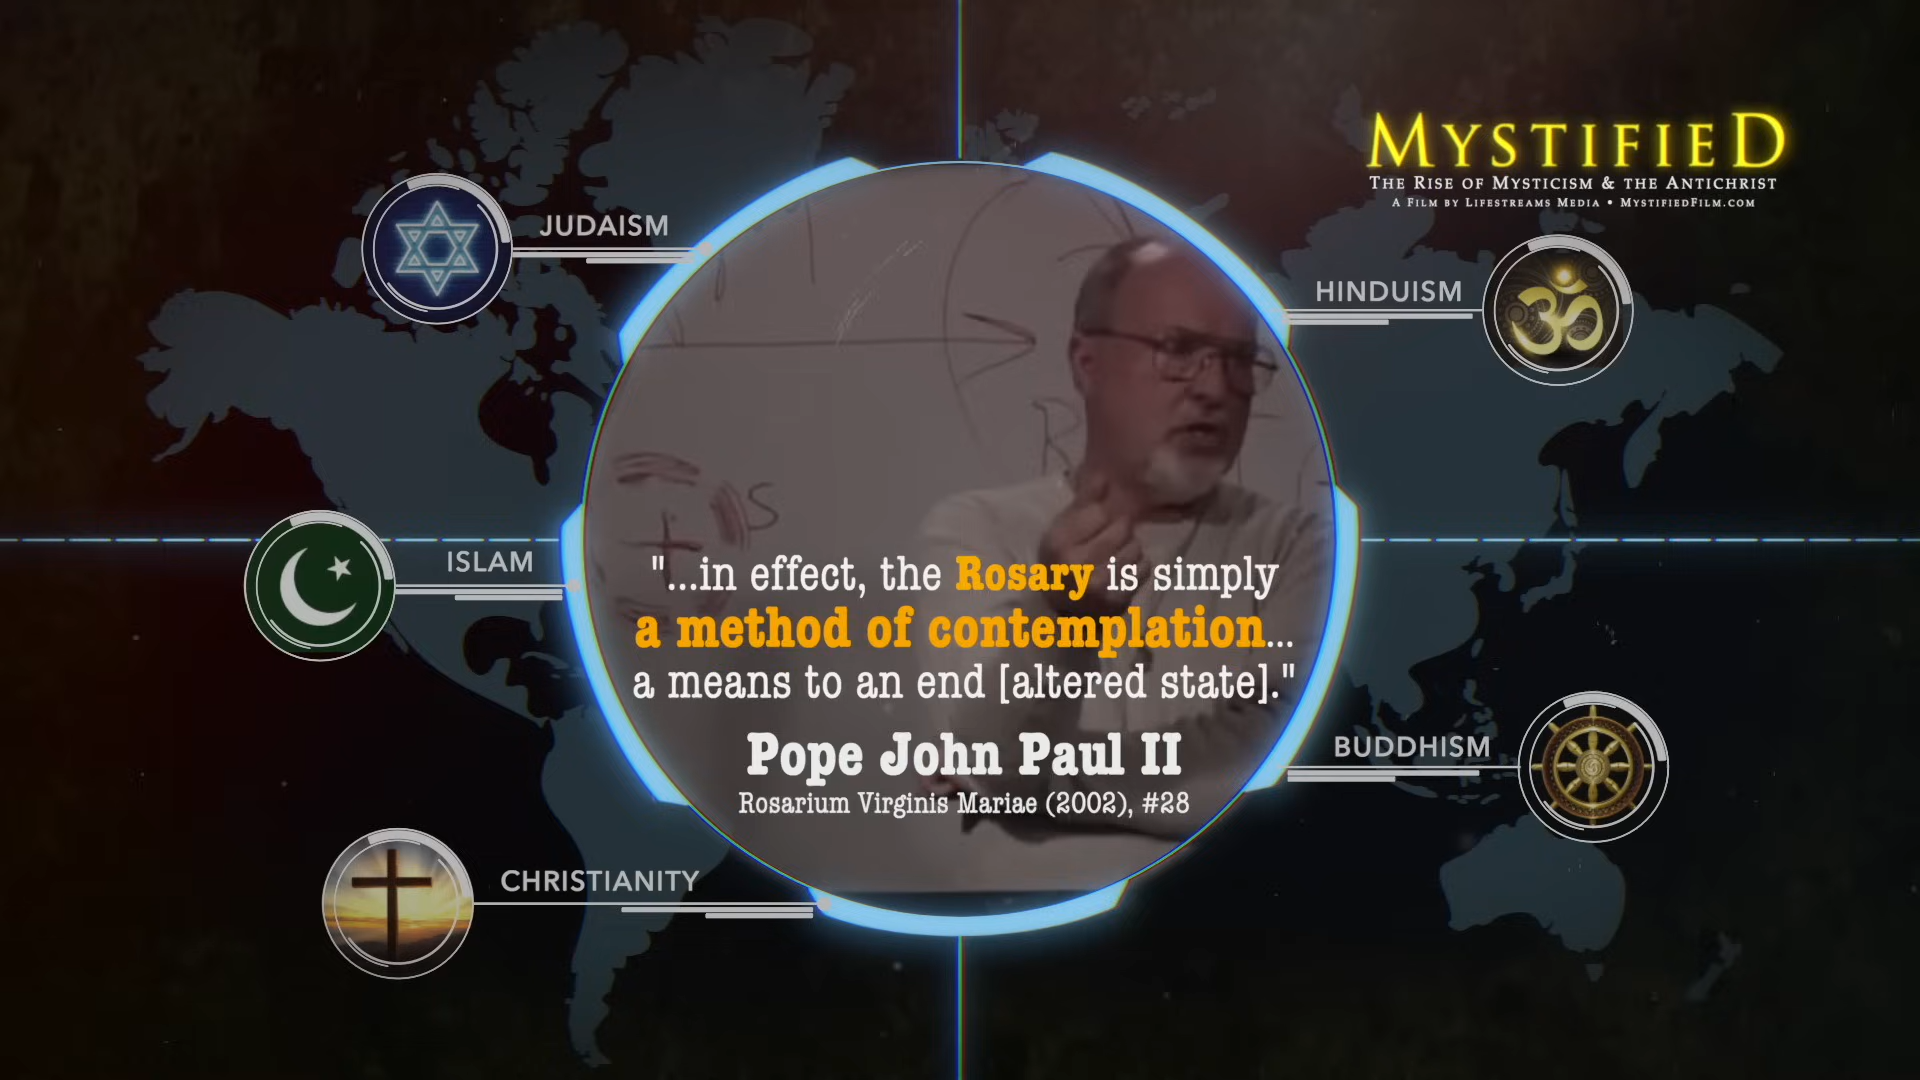 MYSTIFIED
THE RISE OF MYSTICISM & THE ANTICHRIST
A FILM BY LIFESTREAMS MEDIA • MYSTIFIEDFILM.COM
JUDAISM
HINDUISM
ISLAM
S
"...in effect, the Rosary is simply
a method of contemplation...
a means to an end [altered state]."
Pope John Paul II
Rosarium Virginis Mariae (2002), #28
BUDDHISM
CHRISTIANITY